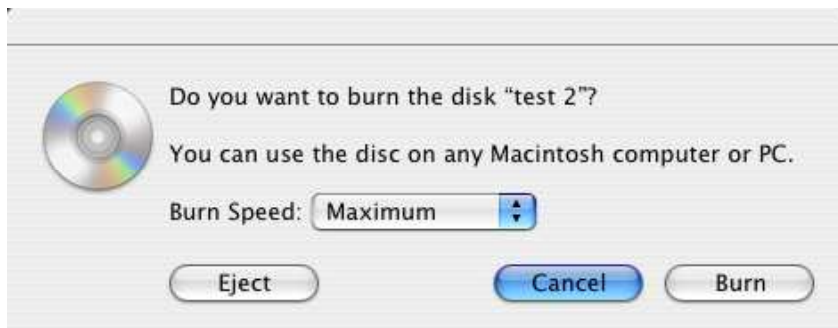 Do you want to burn the disk “test 2”?
You can use the disc on any Macintosh computer or PC.
Burn Speed: Maximum
Eject Cancel Burn